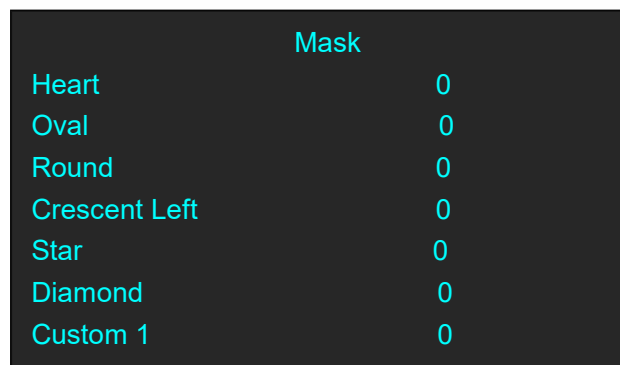 Mask
Heart 0
Oval 0
Round 0
Crescent Left 0
Star 0
Diamond 0
Custom 1 0